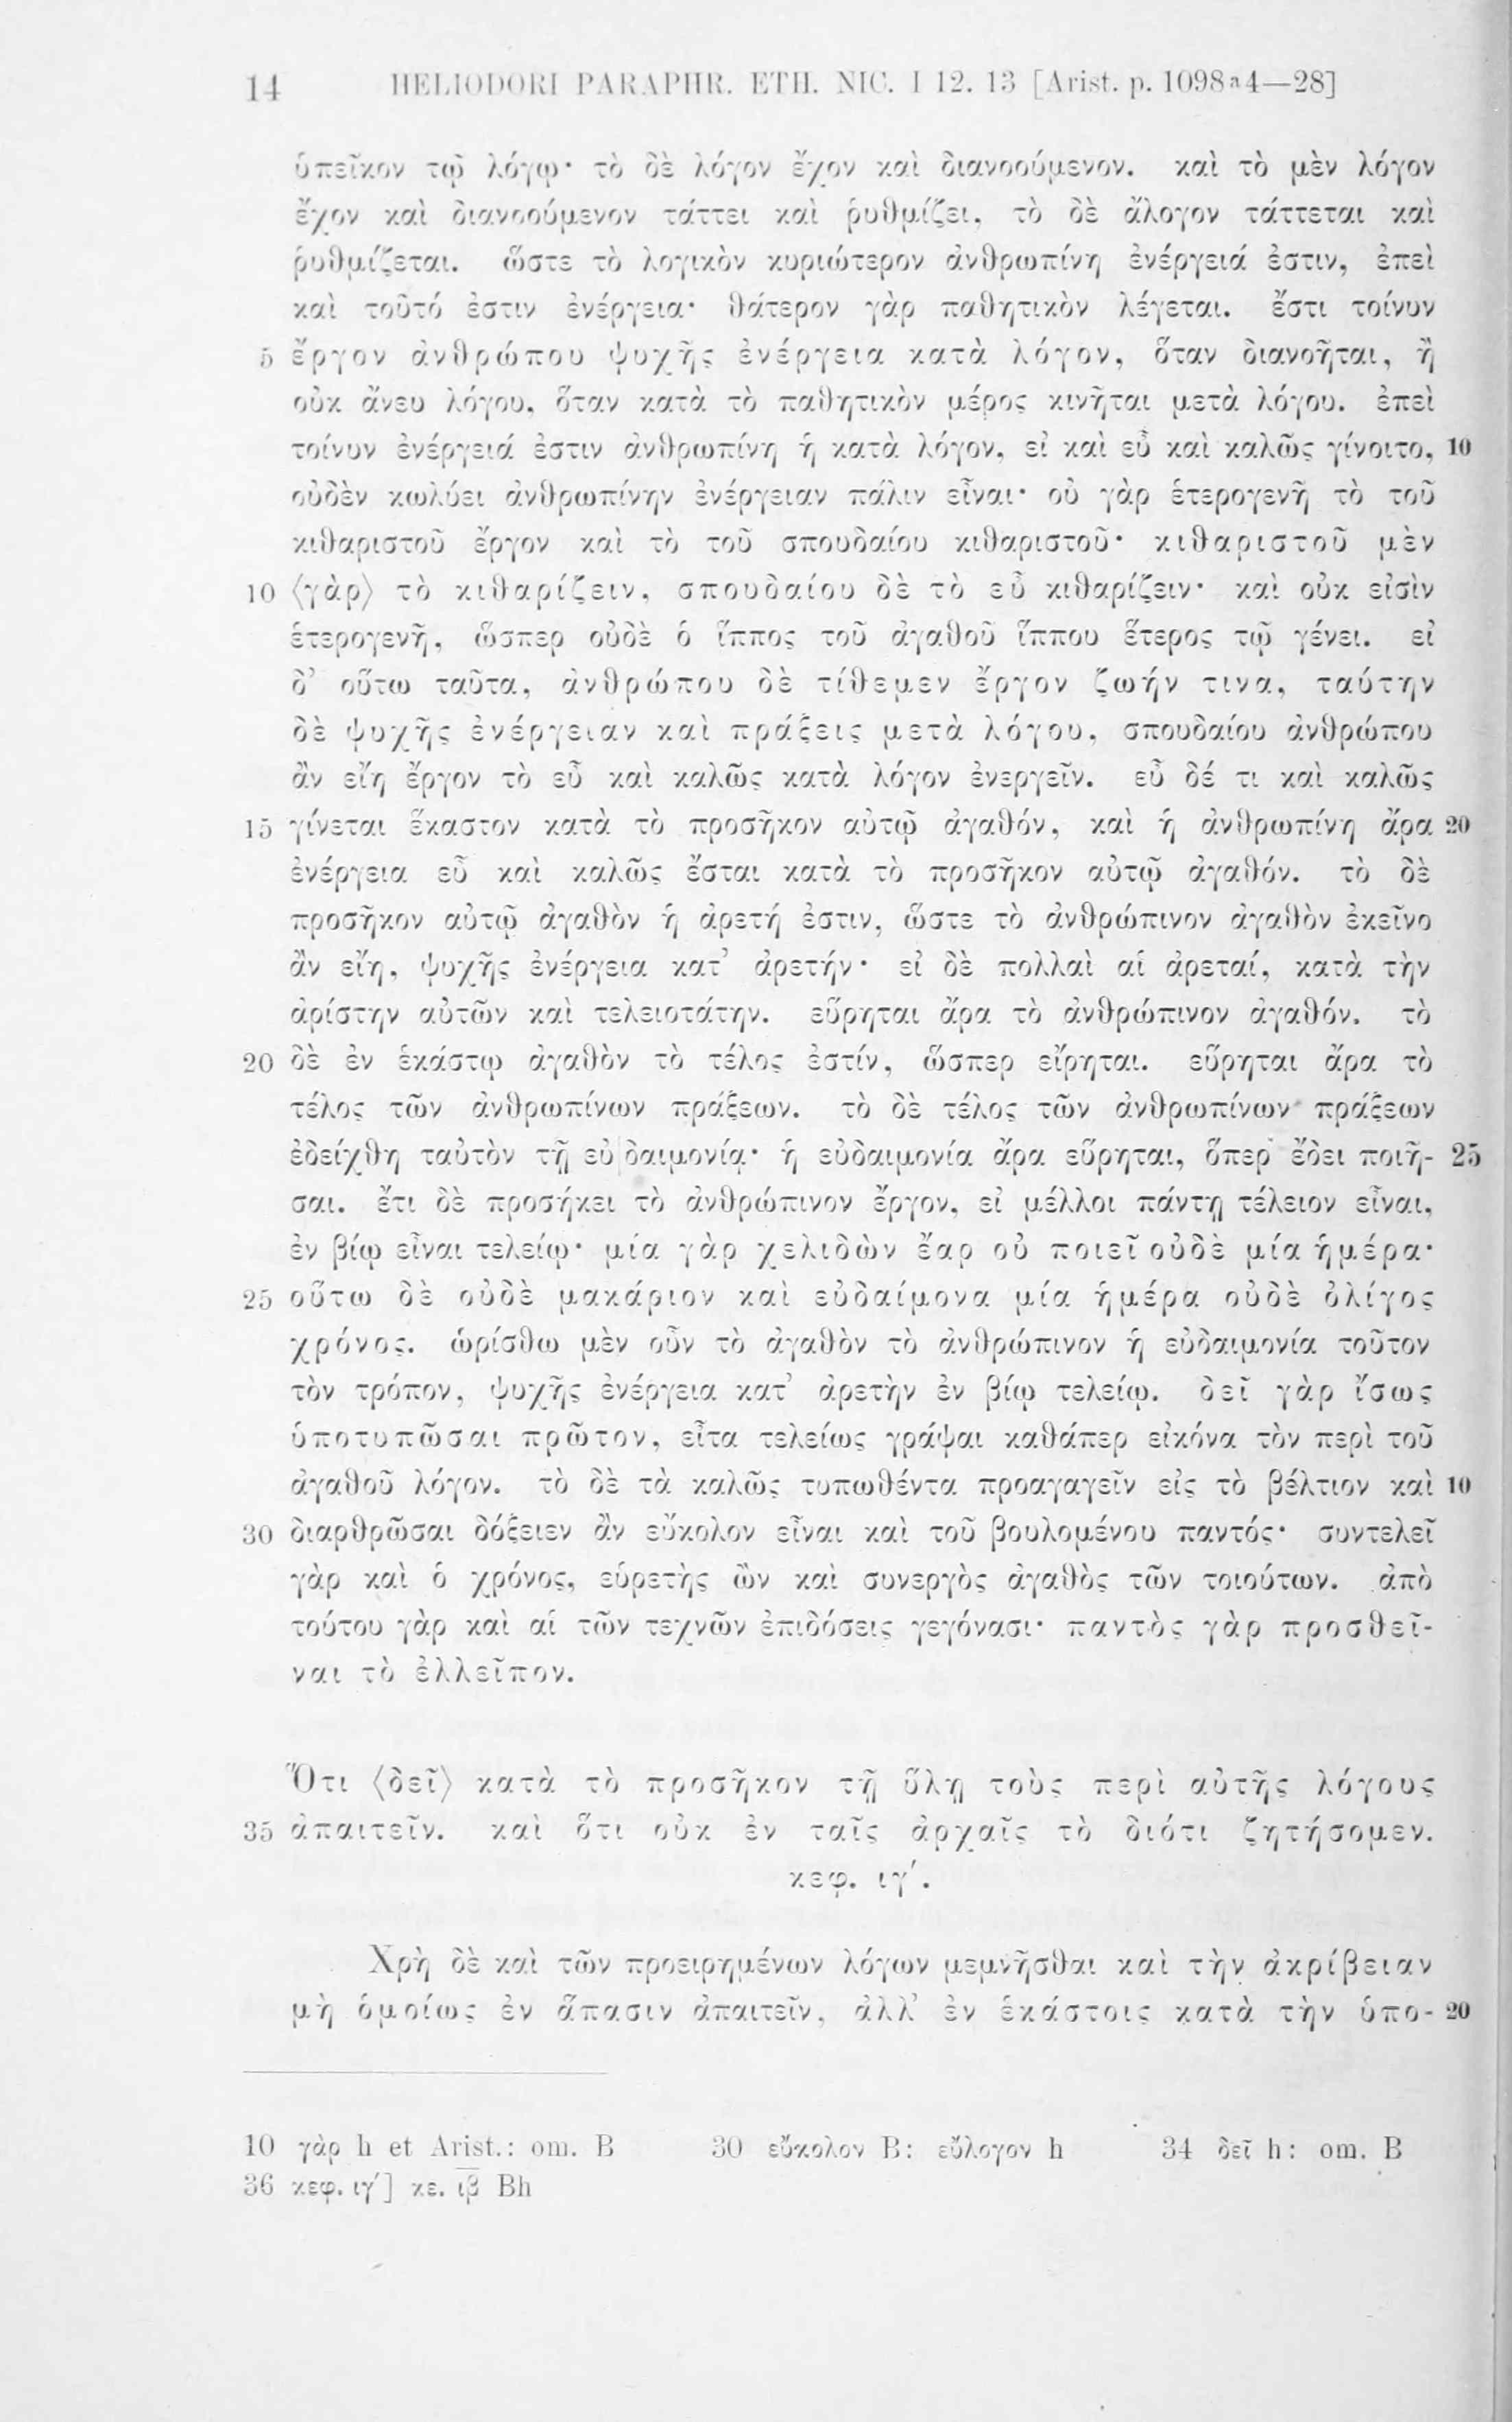 14 HELIODORI PARAPHR. ETH. NIC. I 12. 13 [Arist. p. 1098ª4—28]
ὑπεῖκον τῷ λόγῳ· τὸ δὲ λόγον ἔχον καὶ διανοούμενον. καὶ τὸ μὲν λόγον
ἔχον καὶ διανοούμενον τάττει καὶ ῥυθμίζει, τὸ δὲ ἄλογον τάττεται καὶ
ῥυθμίζεται. ὥστε τὸ λογικὸν κυριώτερον ἀνθρωπίνη ἐνέργειά ἐστιν, ἐπεὶ
καὶ τοῦτό ἐστιν ἐνέργεια· θάτερον γὰρ παθητικὸν λέγεται. ἔστι τοίνυν
5 ἔργον ἀνθρώπου ψυχῆς ἐνέργεια κατὰ λόγον, ὅταν διανοῆται, ἢ
οὐκ ἄνευ λόγου, ὅταν κατὰ τὸ παθητικὸν μέρος κινῆται μετὰ λόγου. ἐπεὶ
τοίνυν ἐνέργειά ἐστιν ἀνθρωπίνη ἡ κατὰ λόγον, εἰ καὶ εὖ καὶ καλῶς γίνοιτο, 10
οὐδὲν κωλύει ἀνθρωπίνην ἐνέργειαν πάλιν εἶναι· οὐ γὰρ ἑτερογενῆ τὸ τοῦ
κιθαριστοῦ ἔργον καὶ τὸ τοῦ σπουδαίου κιθαριστοῦ· κιθαριστοῦ μὲν
10 ⟨γὰρ⟩ τὸ κιθαρίζειν, σπουδαίου δὲ τὸ εὖ κιθαρίζειν· καὶ οὐκ εἰσὶν
ἑτερογενῆ, ὥσπερ οὐδὲ ὁ ἵππος τοῦ ἀγαθοῦ ἵππου ἕτερος τῷ γένει. εἰ
δ’ οὕτω ταῦτα, ἀνθρώπου δὲ τίθεμεν ἔργον ζωήν τινα, ταύτην
δὲ ψυχῆς ἐνέργειαν καὶ πράξεις μετὰ λόγου, σπουδαίου ἀνθρώπου
ἂν εἴη ἔργον τὸ εὖ καὶ καλῶς κατὰ λόγον ἐνεργεῖν. εὖ δέ τι καὶ καλῶς
15 γίνεται ἕκαστον κατὰ τὸ προσῆκον αὐτῷ ἀγαθόν, καὶ ἡ ἀνθρωπίνη ἄρα 20
ἐνέργεια εὖ καὶ καλῶς ἔσται κατὰ τὸ προσῆκον αὐτῷ ἀγαθόν. τὸ δὲ
προσῆκον αὐτῷ ἀγαθὸν ἡ ἀρετή ἐστιν, ὥστε τὸ ἀνθρώπινον ἀγαθὸν ἐκεῖνο
ἂν εἴη, ψυχῆς ἐνέργεια κατ’ ἀρετήν· εἰ δὲ πολλαὶ αἱ ἀρεταί, κατὰ τὴν
ἀρίστην αὐτῶν καὶ τελειοτάτην. εὕρηται ἄρα τὸ ἀνθρώπινον ἀγαθόν. τὸ
20 δὲ ἐν ἑκάστῳ ἀγαθὸν τὸ τέλος ἐστίν, ὥσπερ εἴρηται. εὕρηται ἄρα τὸ
τέλος τῶν ἀνθρωπίνων πράξεων. τὸ δὲ τέλος τῶν ἀνθρωπίνων πράξεων
ἐδείχθη ταὐτὸν τῇ εὐ|δαιμονίᾳ· ἡ εὐδαιμονία ἄρα εὕρηται, ὅπερ ἔδει ποιῆ- 25
σαι. ἔτι δὲ προσήκει τὸ ἀνθρώπινον ἔργον, εἰ μέλλοι πάντῃ τέλειον εἶναι,
ἐν βίῳ εἶναι τελείῳ· μία γὰρ χελιδὼν ἔαρ οὐ ποιεῖ οὐδὲ μία ἡμέρα·
25 οὕτω δὲ οὐδὲ μακάριον καὶ εὐδαίμονα μία ἡμέρα οὐδὲ ὀλίγος
χρόνος. ὡρίσθω μὲν οὖν τὸ ἀγαθὸν τὸ ἀνθρώπινον ἡ εὐδαιμονία τοῦτον
τὸν τρόπον, ψυχῆς ἐνέργεια κατ’ ἀρετὴν ἐν βίῳ τελείῳ. δεῖ γὰρ ἴσως
ὑποτυπῶσαι πρῶτον, εἶτα τελείως γράψαι καθάπερ εἰκόνα τὸν περὶ τοῦ
ἀγαθοῦ λόγον. τὸ δὲ τὰ καλῶς τυπωθέντα προαγαγεῖν εἰς τὸ βέλτιον καὶ 10
30 διαρθρῶσαι δόξειεν ἂν εὔκολον εἶναι καὶ τοῦ βουλομένου παντός· συντελεῖ
γὰρ καὶ ὁ χρόνος, εὑρετὴς ὢν καὶ συνεργὸς ἀγαθὸς τῶν τοιούτων. ἀπὸ
τούτου γὰρ καὶ αἱ τῶν τεχνῶν ἐπιδόσεις γεγόνασι· παντὸς γὰρ προσθεῖ-
ναι τὸ ἐλλεῖπον.
Ὅτι ⟨δεῖ⟩ κατὰ τὸ προσῆκον τῇ ὕλῃ τοὺς περὶ αὐτῆς λόγους
35 ἀπαιτεῖν. καὶ ὅτι οὐκ ἐν ταῖς ἀρχαῖς τὸ διότι ζητήσομεν.
κεφ. ιγ′.
Χρὴ δὲ καὶ τῶν προειρημένων λόγων μεμνῆσθαι καὶ τὴν ἀκρίβειαν
μὴ ὁμοίως ἐν ἅπασιν ἀπαιτεῖν, ἀλλ’ ἐν ἑκάστοις κατὰ τὴν ὑπο- 20
10 γὰρ h et Arist.: om. B 30 εὔκολον B: εὔλογον h 34 δεῖ h: om. B
36 κεφ. ιγ′] κε. ι̅β̅ Bh